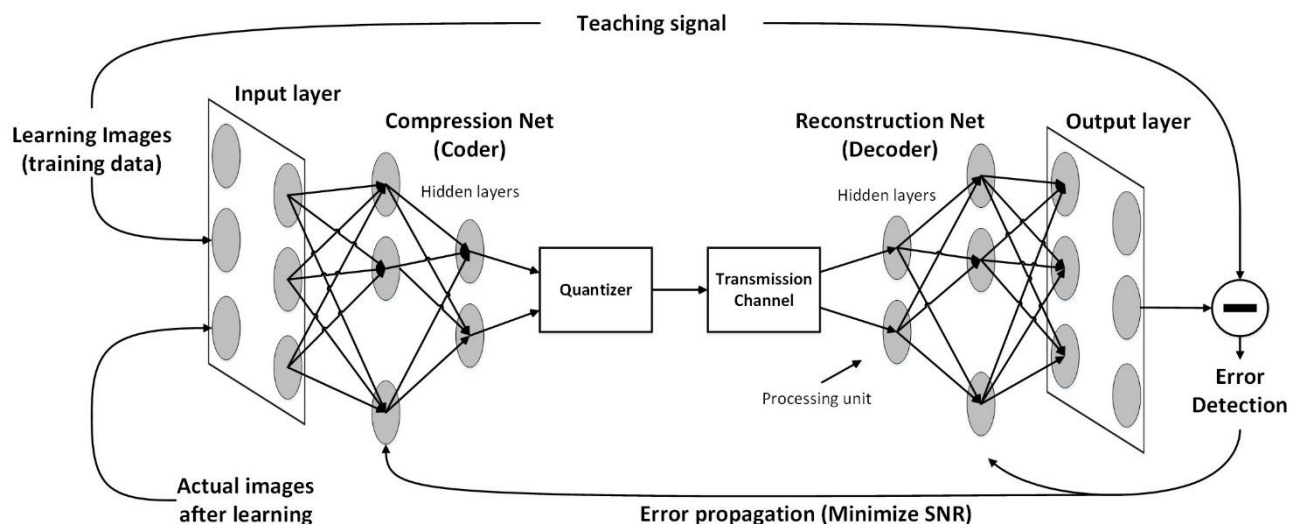 Teaching signal
Input layer
Learning Images
(training data)
Compression Net
(Coder)
Hidden layers
Quantizer
Transmission
Channel
Reconstruction Net
(Decoder)
Hidden layers
Output layer
Processing unit
Error
Detection
Actual images
after learning
Error propagation (Minimize SNR)